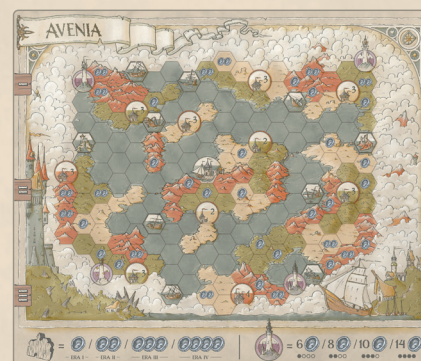 AVENIA
I
II
III
= / / / = 6 / 8 / 10 / 14
ERA I ERA II ERA III ERA IV